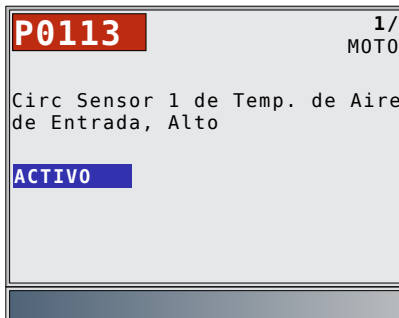 P0113 1/
MOTO
Circ Sensor 1 de Temp. de Aire
de Entrada, Alto
ACTIVO